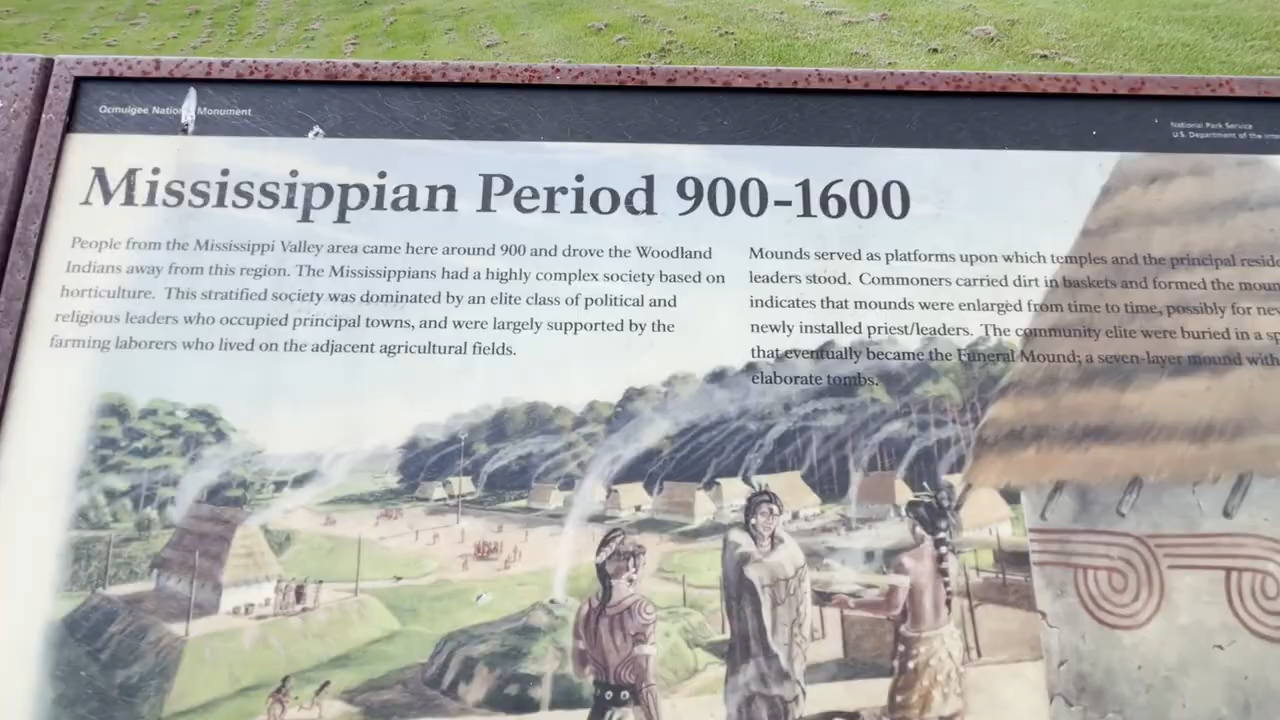 Ocmulgee National Monument
National Park Service
U.S. Department of the
Mississippian Period 900-1600
People from the Mississippi Valley area came here around 900 and drove the Woodland
Indians away from this region. The Mississippians had a highly complex society based on
horticulture. This stratified society was dominated by an elite class of political and
religious leaders who occupied principal towns, and were largely supported by the
farming laborers who lived on the adjacent agricultural fields.
Mounds served as platforms upon which temples and the principal
leaders stood. Commoners carried dirt in baskets and formed the
indicates that mounds were enlarged from time to time, possibly for
newly installed priest/leaders. The community elite were buried in a
that eventually became the Funeral Mound; a seven-layer mound with
elaborate tombs.